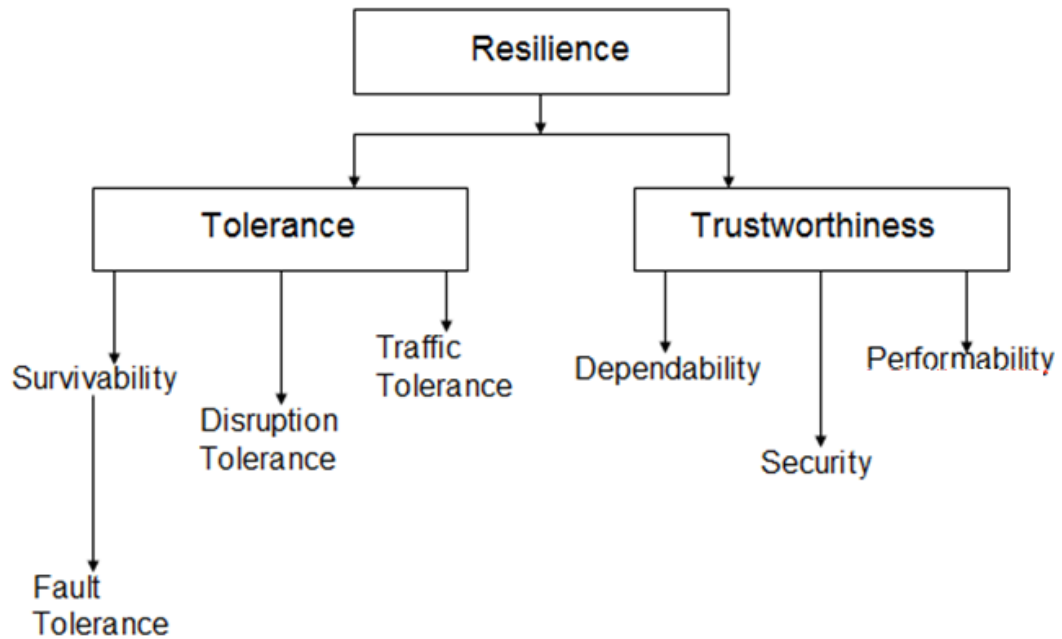 Resilience
Tolerance
Trustworthiness
Survivability
Disruption
Tolerance
Traffic
Tolerance
Dependability
Security
Performability
Fault
Tolerance